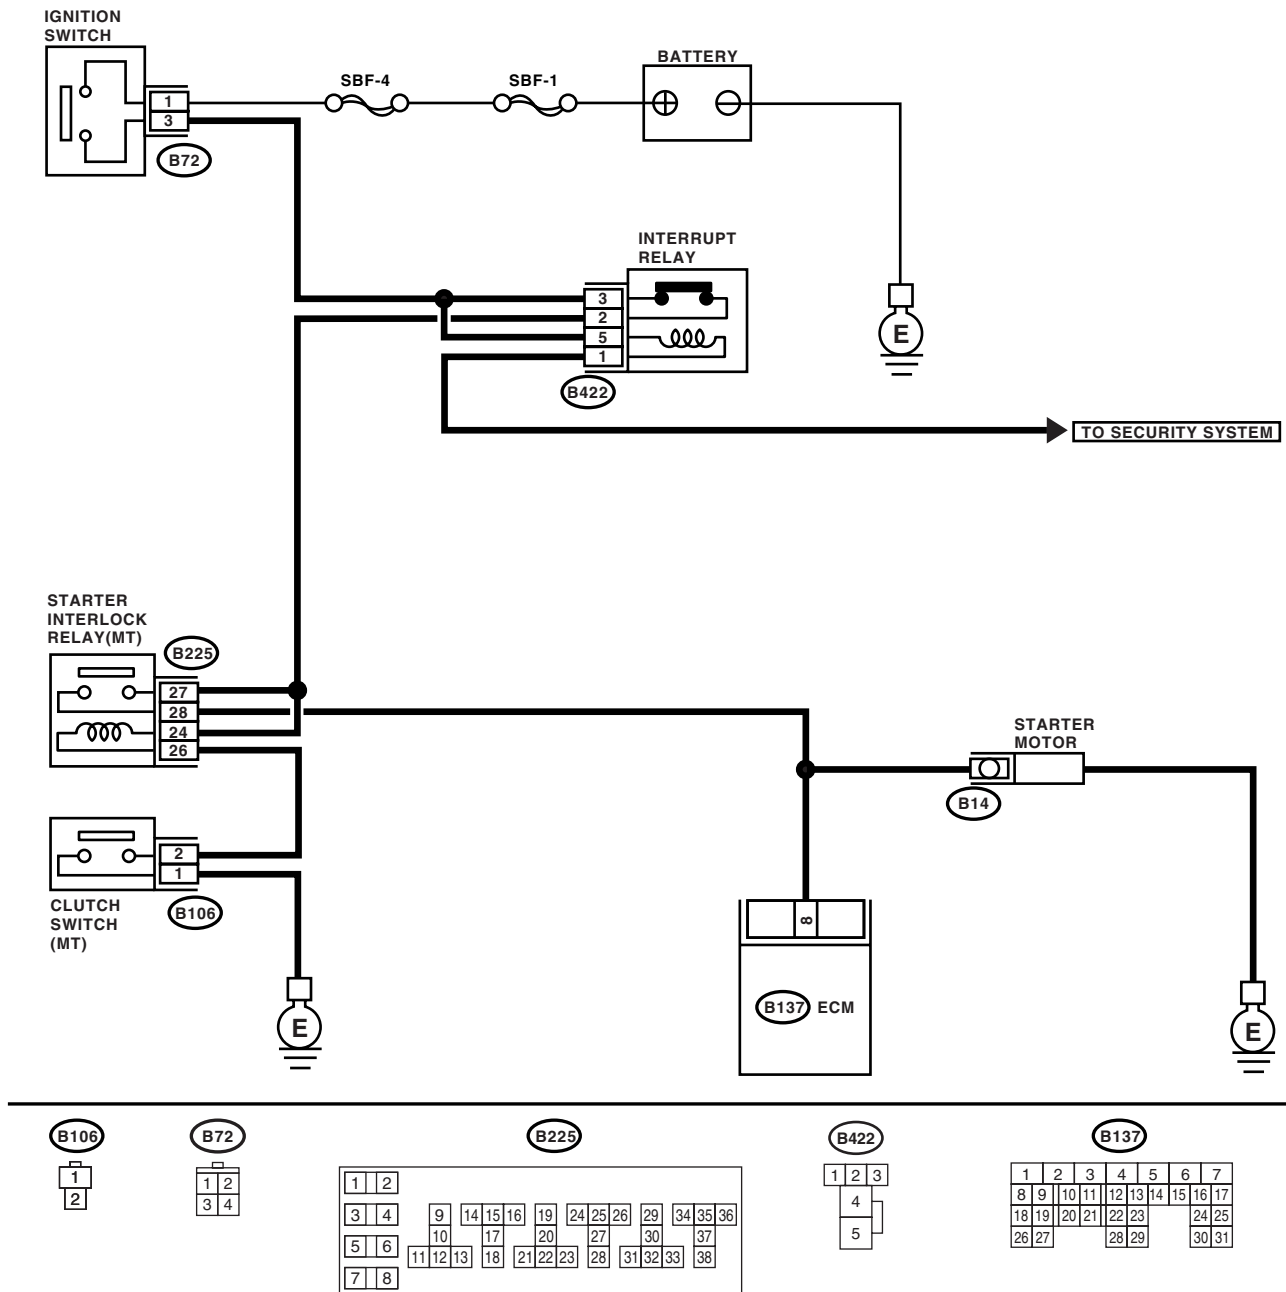 IGNITION
SWITCH
SBF-4
SBF-1
BATTERY
1
3
B72
INTERRUPT
RELAY
3
2
5
1
B422
E
TO SECURITY SYSTEM
STARTER
INTERLOCK
RELAY(MT)
B225
27
28
24
26
STARTER
MOTOR
B14
2
1
CLUTCH
SWITCH
(MT)
B106
8
B137 ECM
E
E
B106
B72
B225
B422
B137
1
2
1 2
3 4
1 2
3 4
5 6
7 8
9 14 15 16 19 24 25 26 29 34 35 36
10 17 20 27 30 37
11 12 13 18 21 22 23 28 31 32 33 38
1 2 3
4
5
1 2 3 4 5 6 7
8 9 10 11 12 13 14 15 16 17
18 19 20 21 22 23 24 25
26 27 28 29 30 31